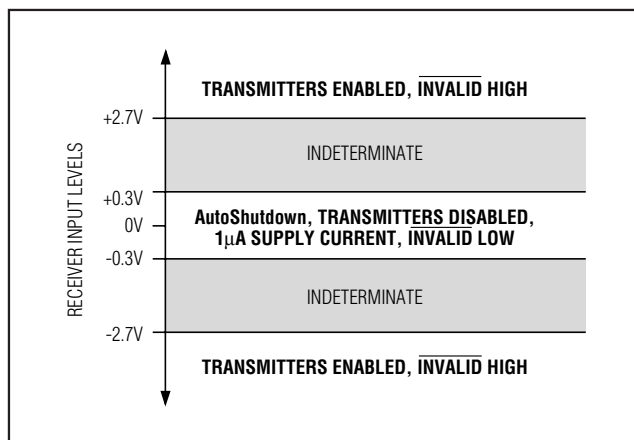 TRANSMITTERS ENABLED, INVALID HIGH
+2.7V
INDETERMINATE
RECEIVER INPUT LEVELS
+0.3V
AutoShutdown, TRANSMITTERS DISABLED,
0V
1μA SUPPLY CURRENT, INVALID LOW
-0.3V
INDETERMINATE
-2.7V
TRANSMITTERS ENABLED, INVALID HIGH